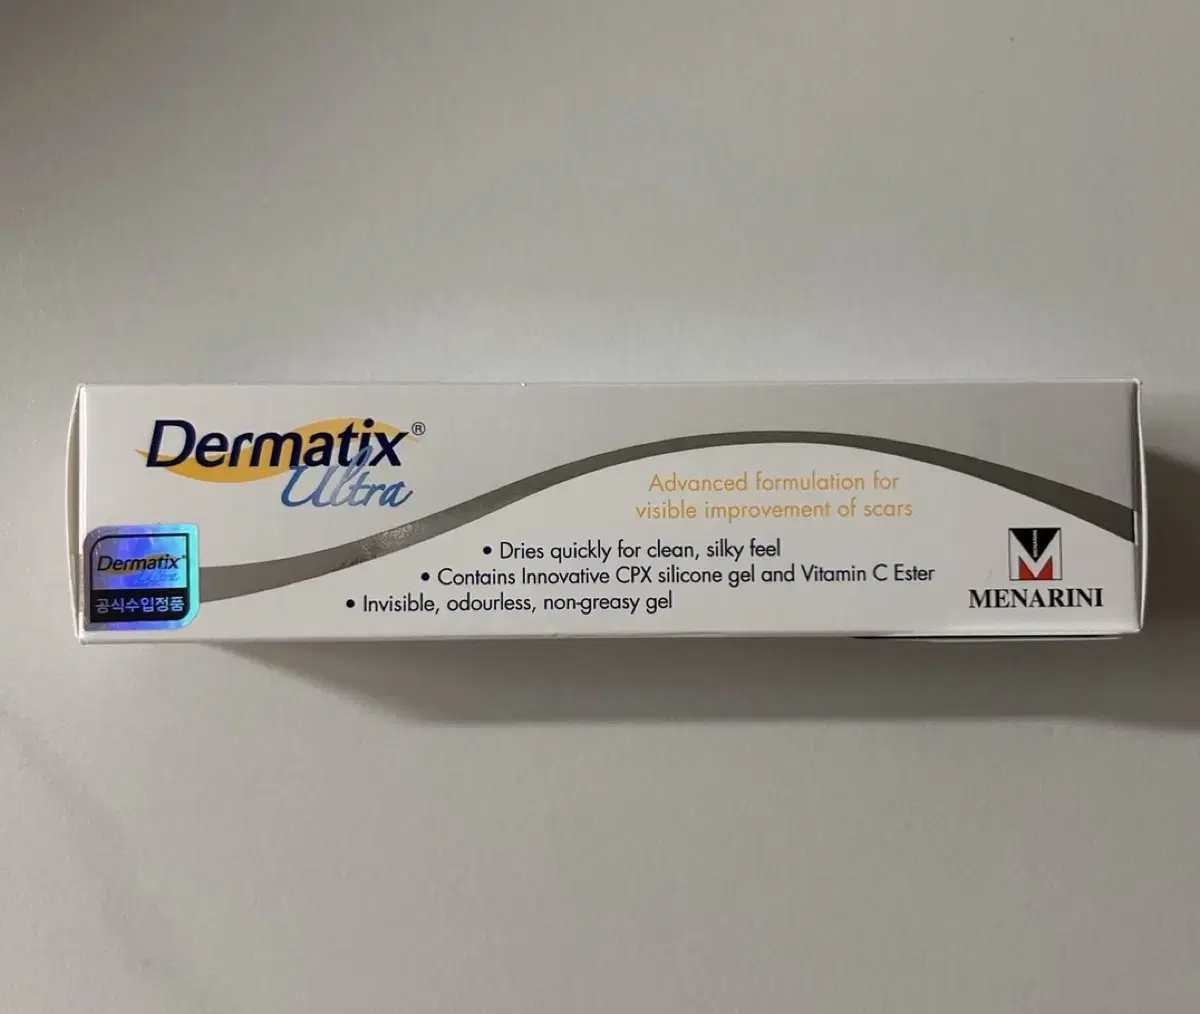 Dermatix®
Ultra
Advanced formulation for
visible improvement of scars
• Dries quickly for clean, silky feel
• Contains Innovative CPX silicone gel and Vitamin C Ester
• Invisible, odourless, non-greasy gel
Dermatix®
Ultra
공식수입정품
MENARINI